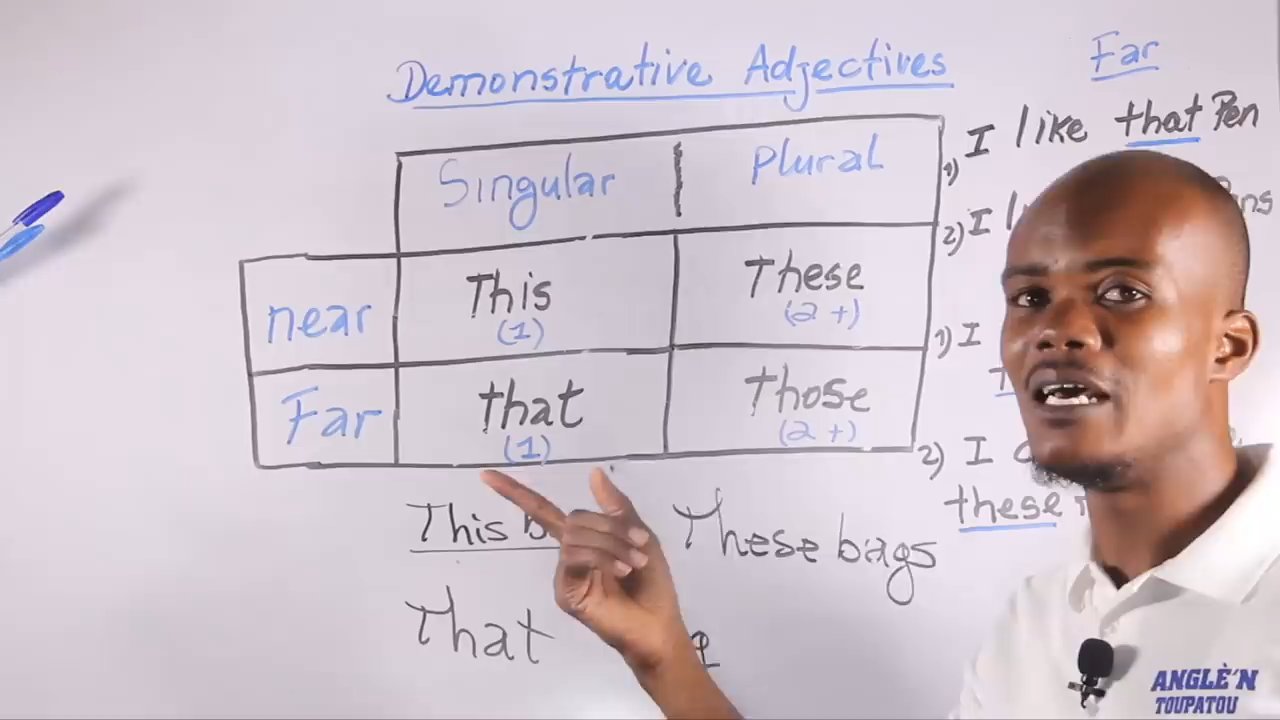 Demonstrative Adjectives
Far
Singular
Plural
near
This
(1)
These
(2 +)
Far
that
(1)
Those
(2 +)
This
These bags
That
1) I like that Pen
2) I
1) I
2) I
these
ANGLÈ'N
TOUPATOU